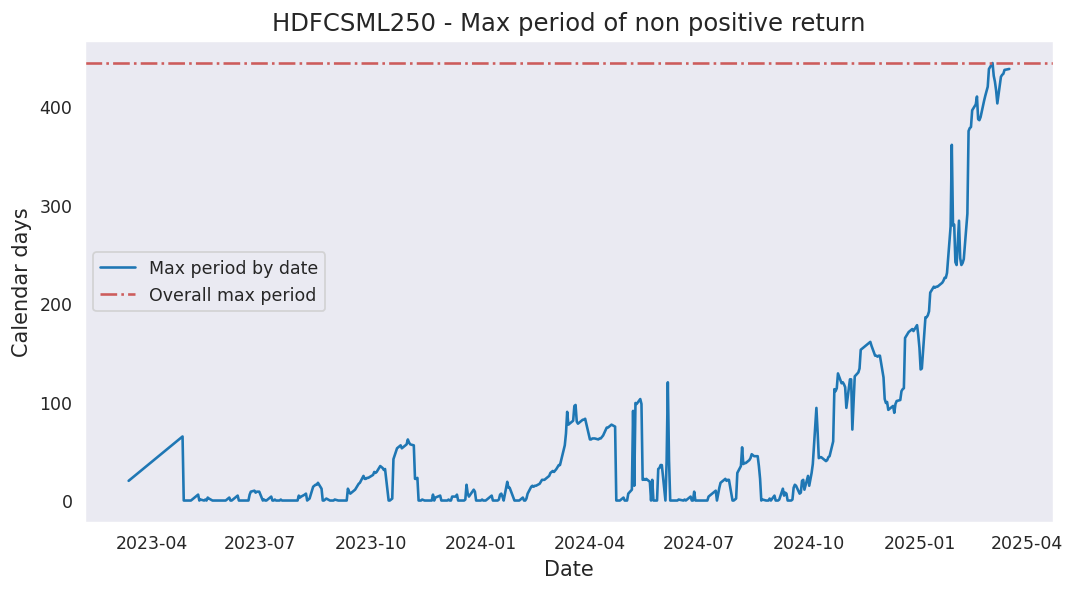 HDFCSML250 - Max period of non positive return
Calendar days
400
300
200
100
0
Max period by date
Overall max period
2023-04 2023-07 2023-10 2024-01 2024-04 2024-07 2024-10 2025-01 2025-04
Date